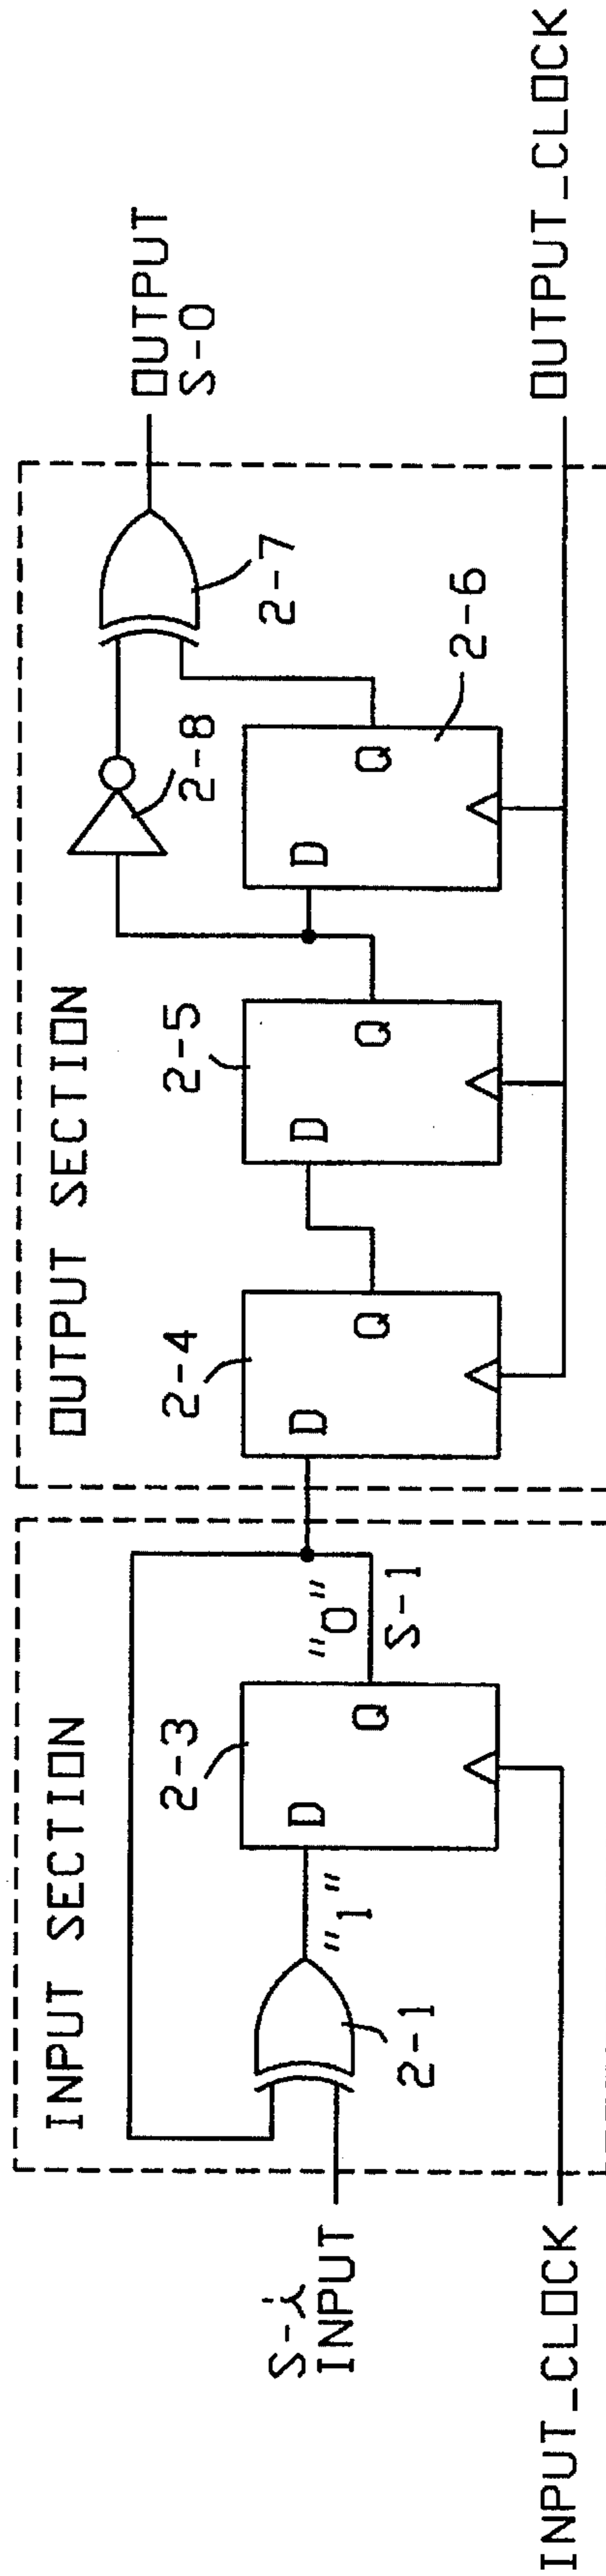 INPUT SECTION
OUTPUT SECTION
S-i
INPUT
2-1
"1"
2-3
D
Q
"0"
S-1
2-4
D
Q
2-5
D
Q
2-8
D
Q
2-6
2-7
OUTPUT
S-O
INPUT_CLOCK
OUTPUT_CLOCK